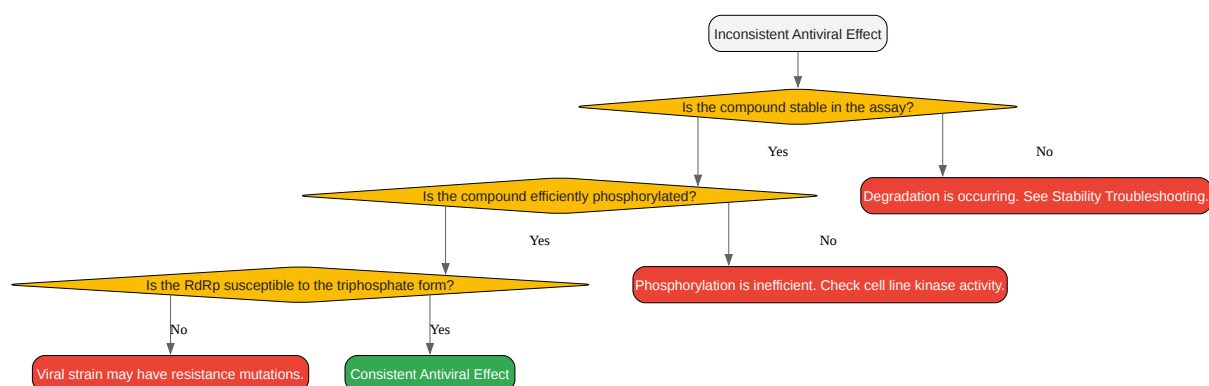 Inconsistent Antiviral Effect
Is the compound stable in the assay?
Yes
No
Is the compound efficiently phosphorylated?
Degradation is occurring. See Stability Troubleshooting.
Yes
No
Is the RdRp susceptible to the triphosphate form?
Phosphorylation is inefficient. Check cell line kinase activity.
No
Yes
Viral strain may have resistance mutations.
Consistent Antiviral Effect